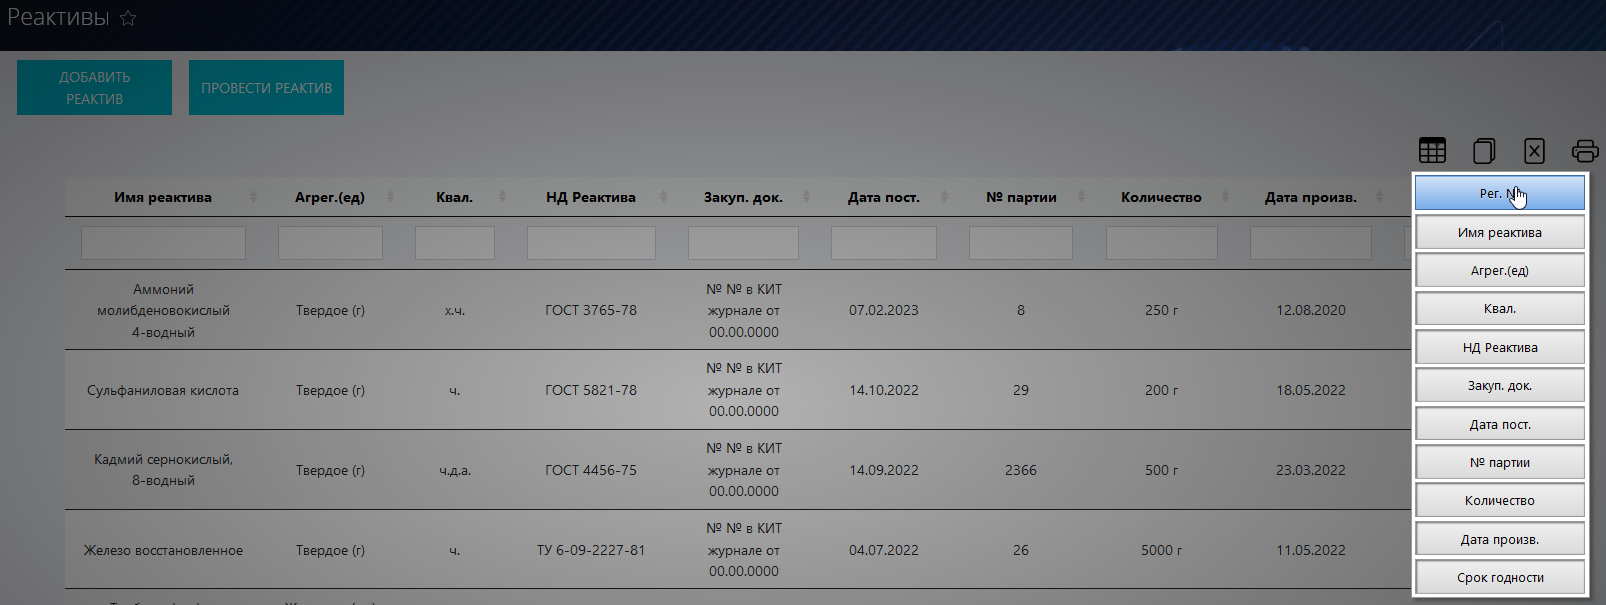 Реактивы
ДОБАВИТЬ
РЕАКТИВ
ПРОВЕСТИ РЕАКТИВ
Имя реактива Агрег.(ед) Квал. НД Реактива Закуп. док. Дата пост. № партии Количество Дата произв.
Аммоний
молибденовокислый
4-водный
Твердое (г) х.ч. ГОСТ 3765-78
№ № в КИТ
журнале от
00.00.0000
07.02.2023 8 250 г 12.08.2020
Сульфаниловая кислота Твердое (г) ч. ГОСТ 5821-78
№ № в КИТ
журнале от
00.00.0000
14.10.2022 29 200 г 18.05.2022
Кадмий сернокислый,
8-водный
Твердое (г) ч.д.а. ГОСТ 4456-75
№ № в КИТ
журнале от
00.00.0000
14.09.2022 2366 500 г 23.03.2022
Железо восстановленное Твердое (г) ч. ТУ 6-09-2227-81
№ № в КИТ
журнале от
00.00.0000
04.07.2022 26 5000 г 11.05.2022
Рег.
Имя реактива
Агрег.(ед)
Квал.
НД Реактива
Закуп. док.
Дата пост.
№ партии
Количество
Дата произв.
Срок годности